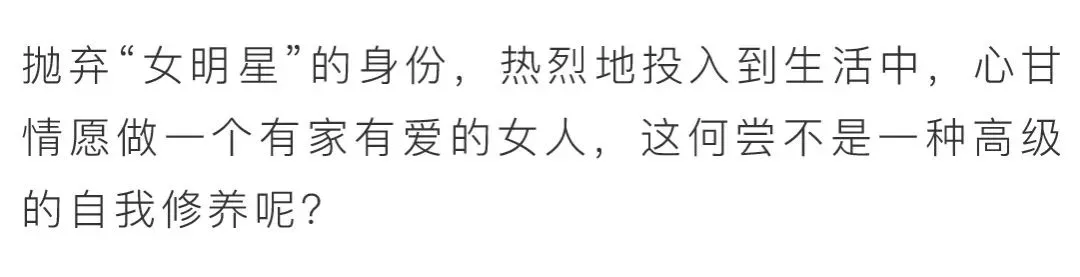 抛弃“女明星”的身份，热烈地投入到生活中，心甘
情愿做一个有家有爱的女人，这何尝不是一种高级
的自我修养呢？